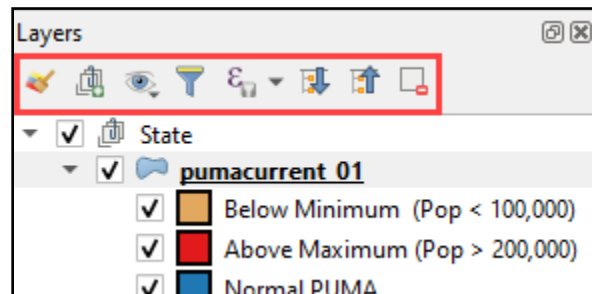 Layers
State
pumacurrent_01
Below Minimum (Pop < 100,000)
Above Maximum (Pop > 200,000)
Normal PUMA